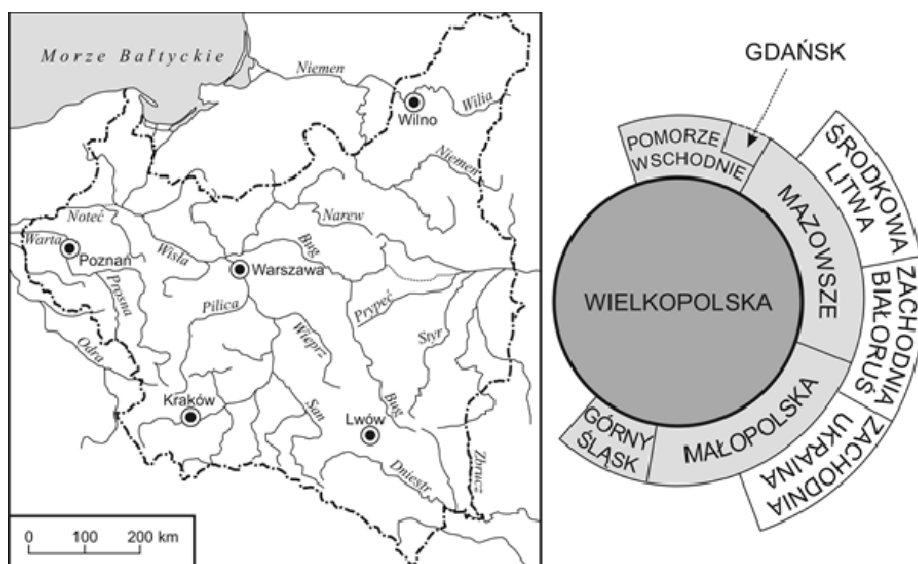 Morze Bałtyckie
Niemen
Wilia
Wilno
Niemen
Noteć
Narew
Warta
Poznań
Wisła
Bug
Warszawa
Prosna
Pilica
Prypeć
Odra
Wieprz
Styr
Kraków
San
Lwów
Bug
Zbrucz
Dniestr
0 100 200 km
GDAŃSK
POMORZE
WSCHODNIE
MAZOWSZE
ŚRODKOWA
LITWA
WIELKOPOLSKA
ZACHODNIA
BIAŁORUŚ
MAŁOPOLSKA
GÓRNY
ŚLĄSK
ZACHODNIA
UKRAINA